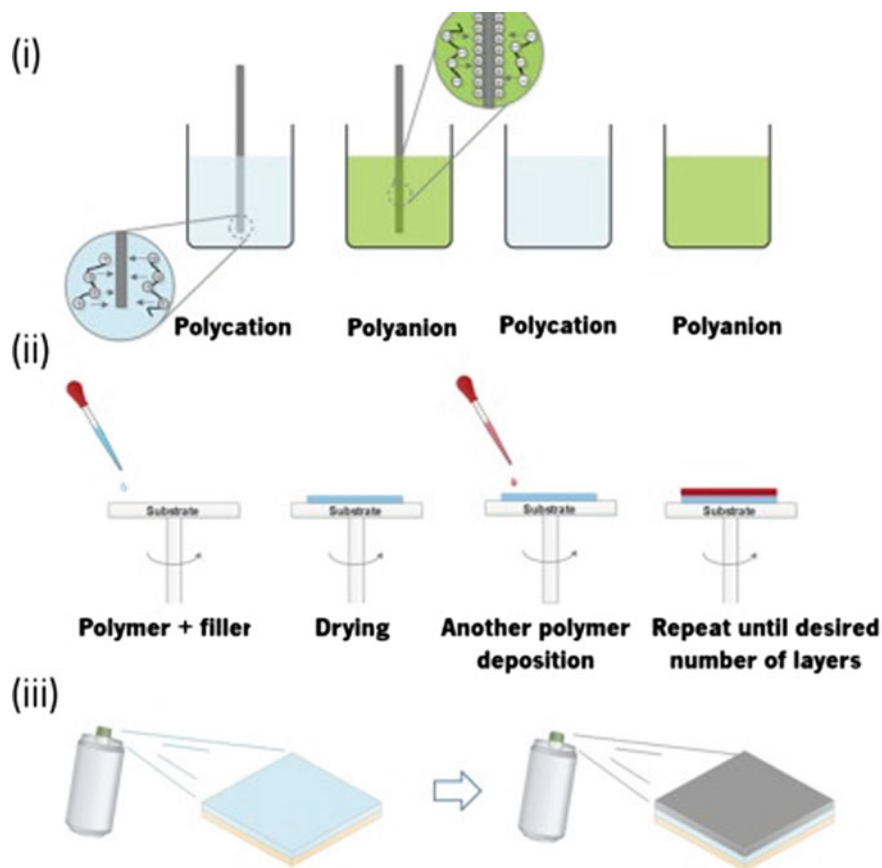 (i)
Polycation
Polyanion
Polycation
Polyanion
(ii)
Substrate
Substrate
Substrate
Substrate
Polymer + filler
Drying
Another polymer
deposition
Repeat until desired
number of layers
(iii)